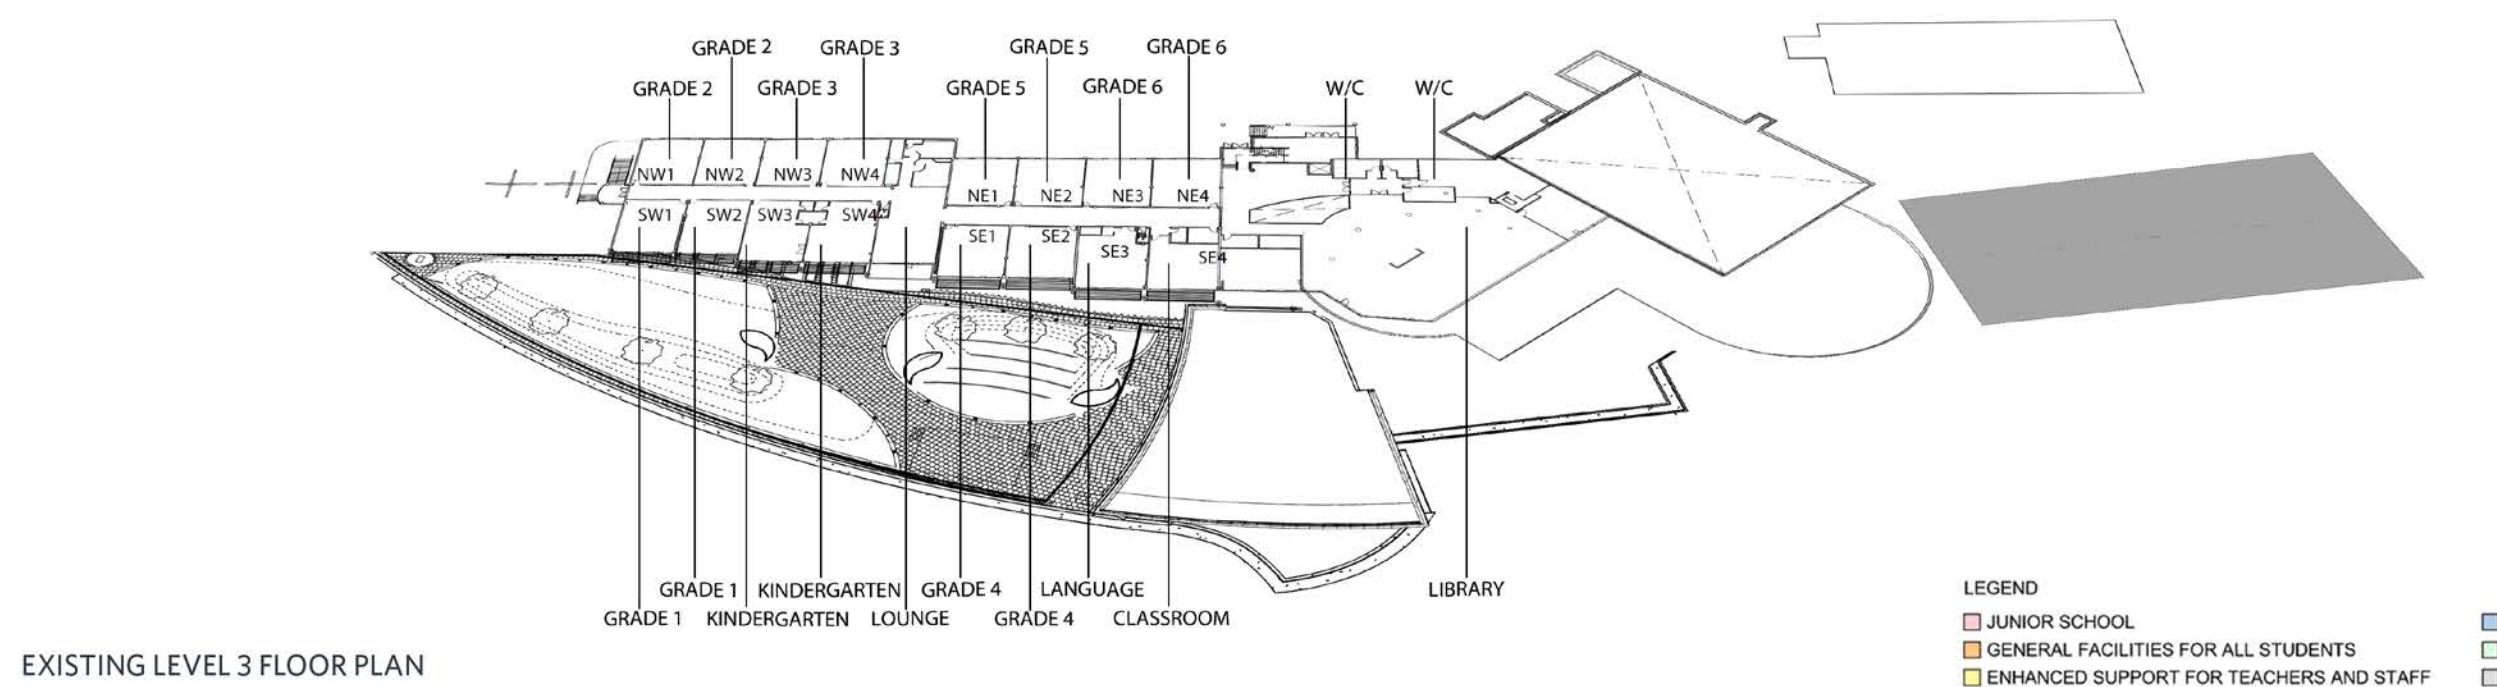 GRADE 2 GRADE 3 GRADE 5 GRADE 6
GRADE 2 GRADE 3 GRADE 5 GRADE 6 W/C W/C
NW1 NW2 NW3 NW4
NE1 NE2 NE3 NE4
SW1 SW2 SW3 SW4
SE1 SE2
SE3
SE4
GRADE 1 KINDERGARTEN GRADE 4 LANGUAGE LIBRARY
GRADE 1 KINDERGARTEN LOUNGE GRADE 4 CLASSROOM
LEGEND
JUNIOR SCHOOL
GENERAL FACILITIES FOR ALL STUDENTS
ENHANCED SUPPORT FOR TEACHERS AND STAFF
EXISTING LEVEL 3 FLOOR PLAN